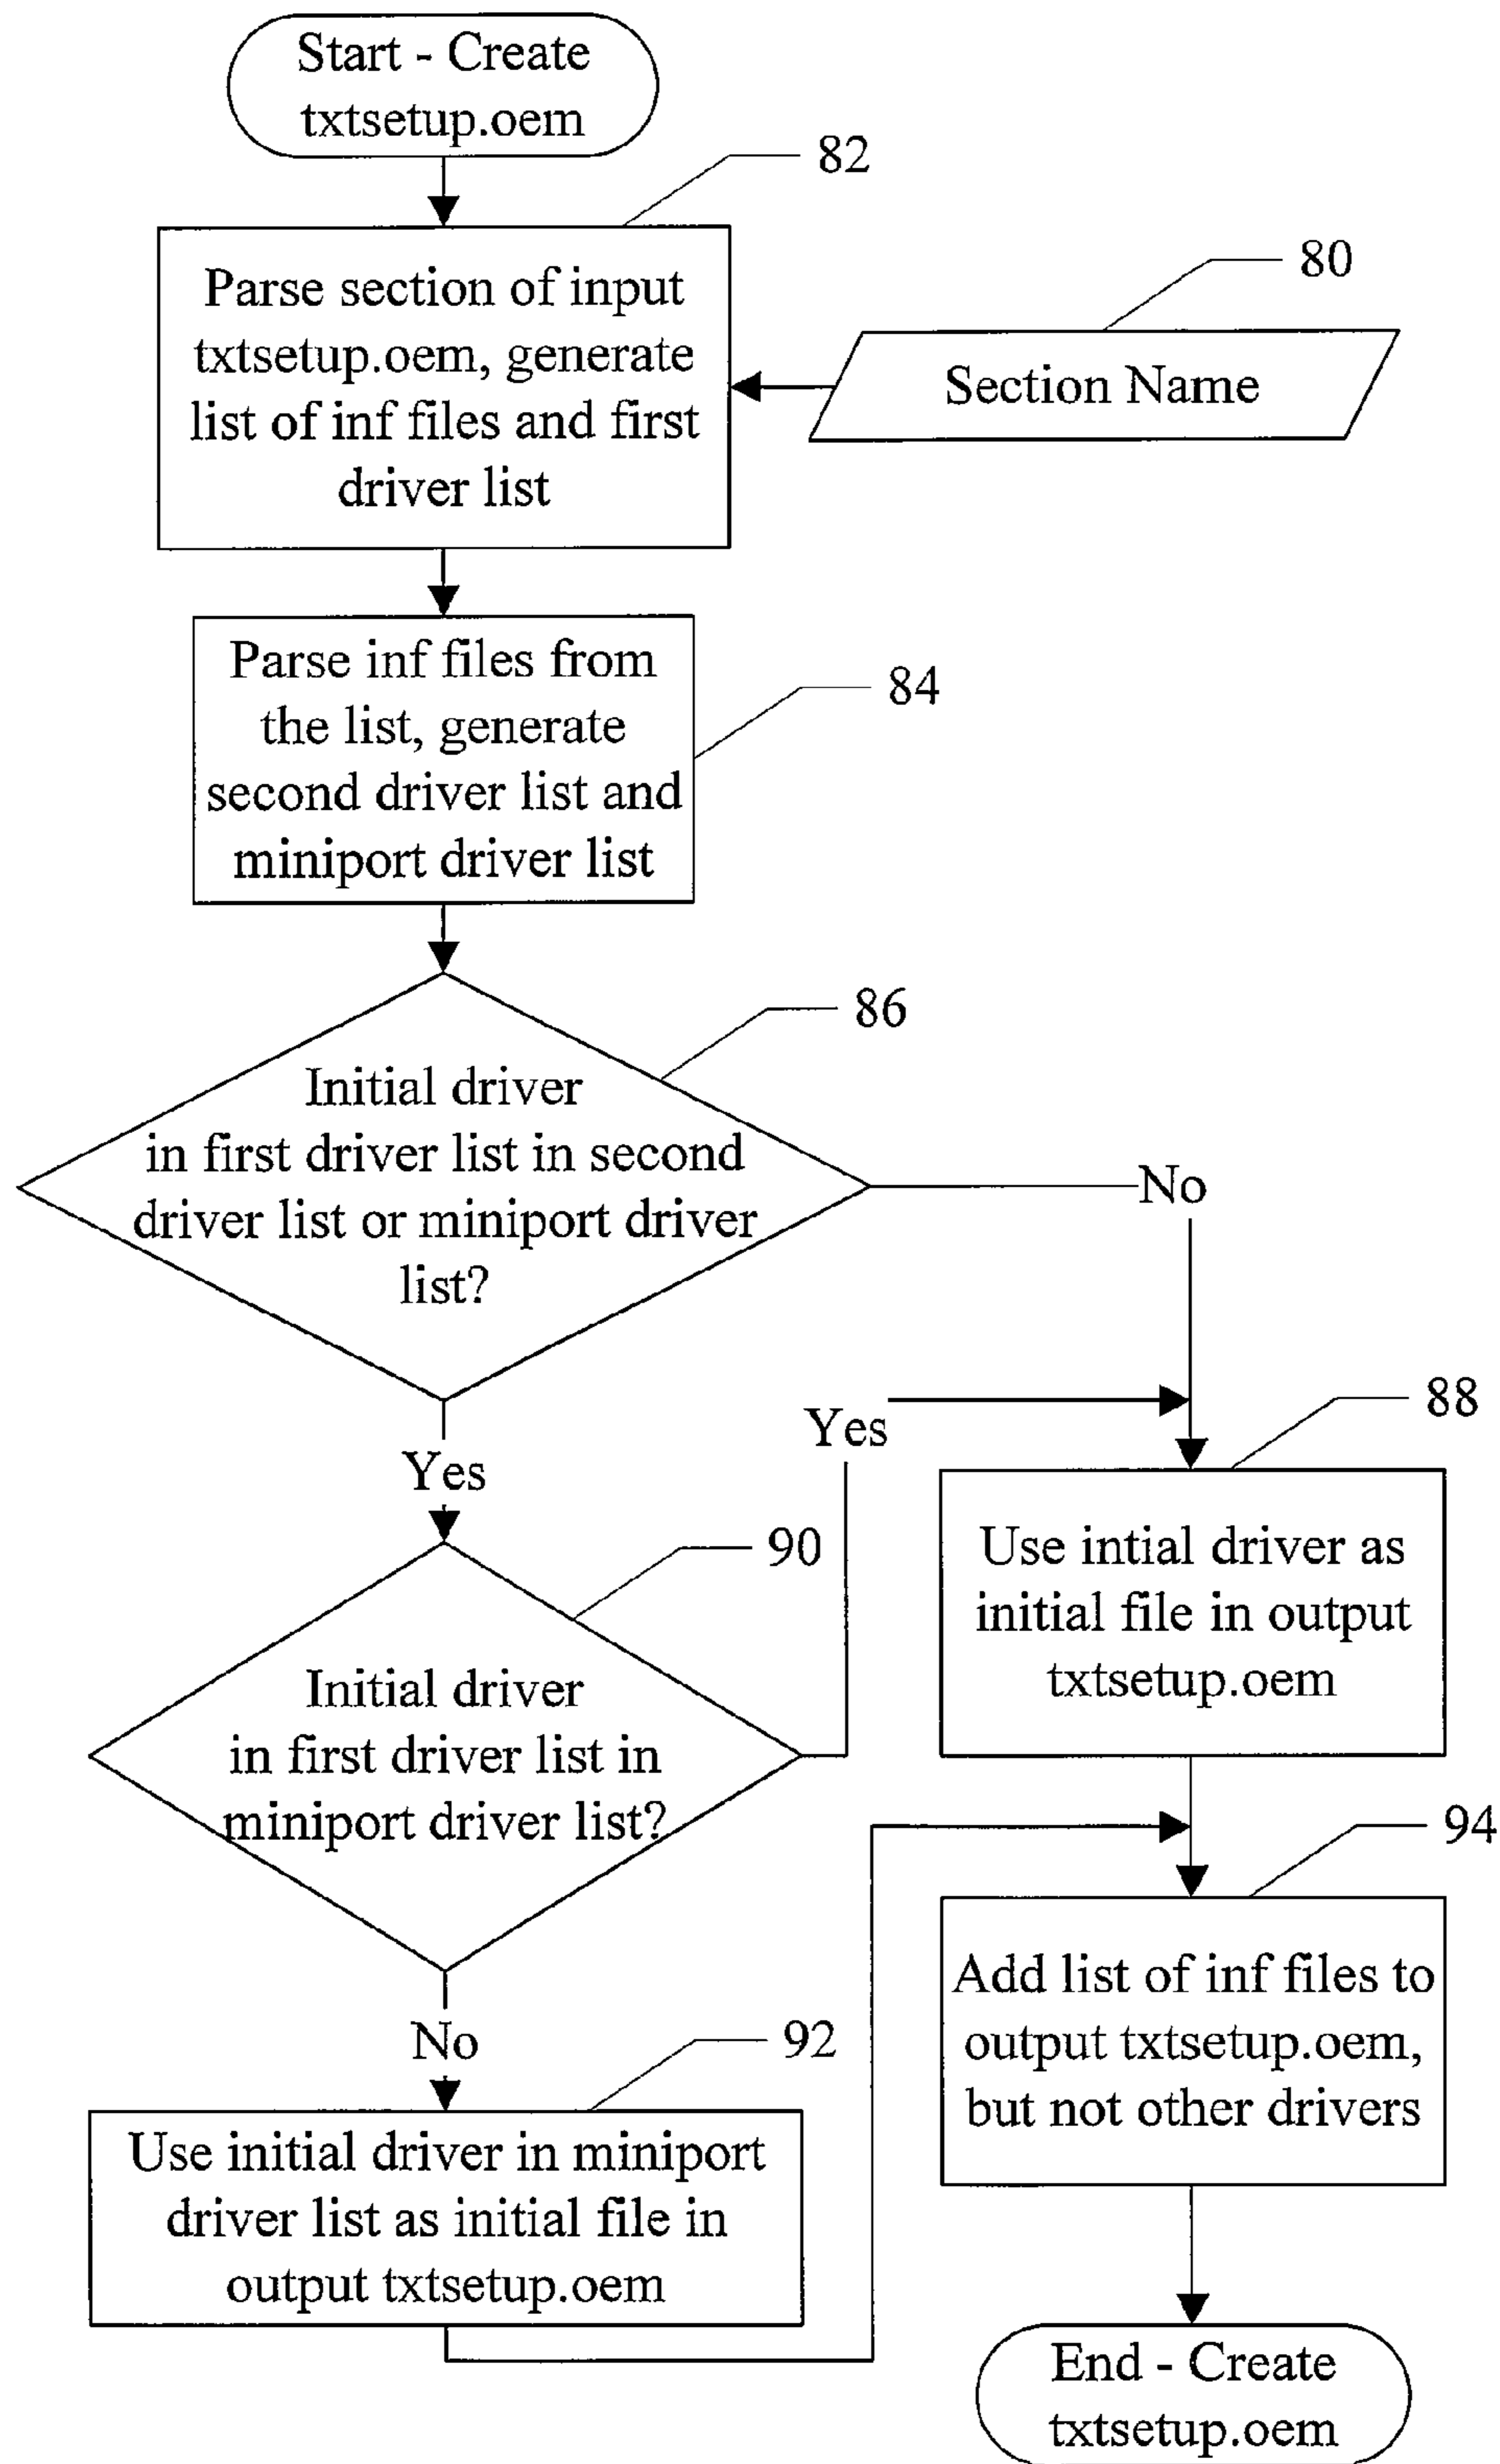 Start - Create
txtsetup.oem
82
Parse section of input
txtsetup.oem, generate
list of inf files and first
driver list
80
Section Name
Parse inf files from
the list, generate
second driver list and
miniport driver list
84
86
Initial driver
in first driver list in second
driver list or miniport driver
list?
No
Yes
Yes
88
Use intial driver as
initial file in output
txtsetup.oem
90
Initial driver
in first driver list in
miniport driver list?
94
Add list of inf files to
output txtsetup.oem,
but not other drivers
No
92
Use initial driver in miniport
driver list as initial file in
output txtsetup.oem
End - Create
txtsetup.oem